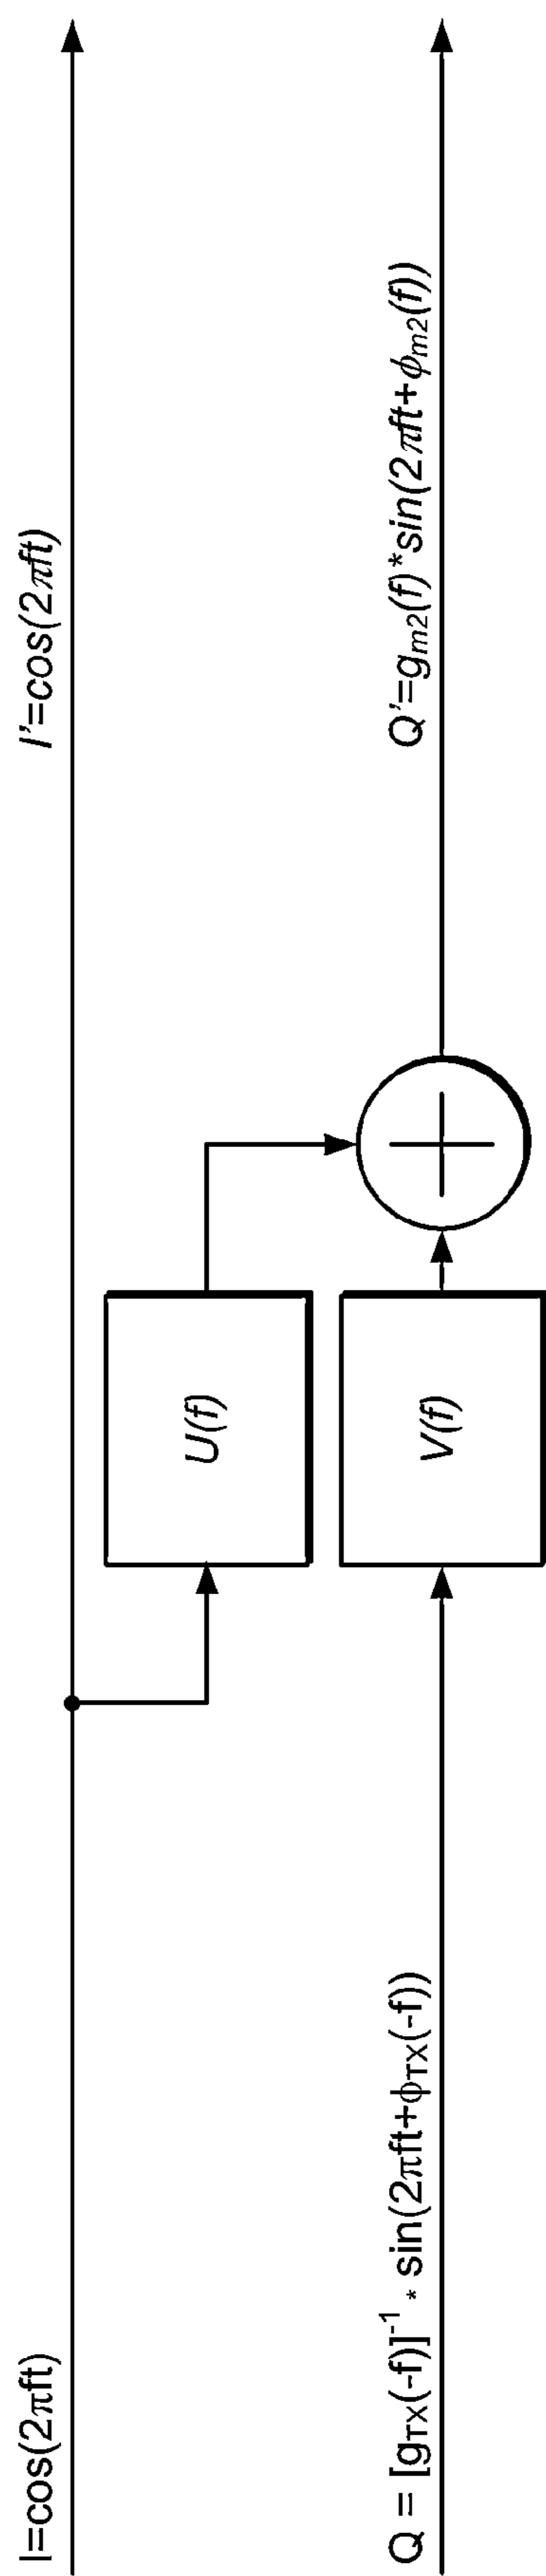 I=cos(2πft)
I'=cos(2πft)
U(f)
V(f)
Q = [gTX(-f)]⁻¹ * sin(2πft+ϕTX(-f))
Q'=gm2(f)*sin(2πft+ϕm2(f))